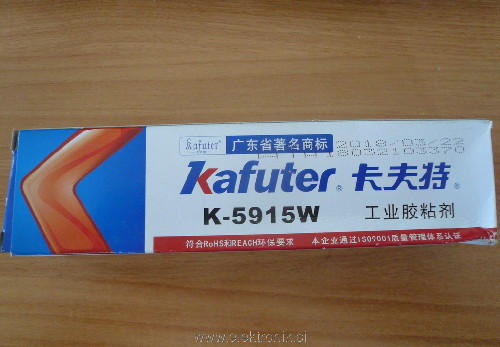 Kafuter
广东省著名商标
2018/03/22
Kafuter® 卡夫特®
K-5915W
工业胶粘剂
符合RoHS和REACH环保要求 本企业通过ISO9001质量管理体系认证
www.elektronik.si